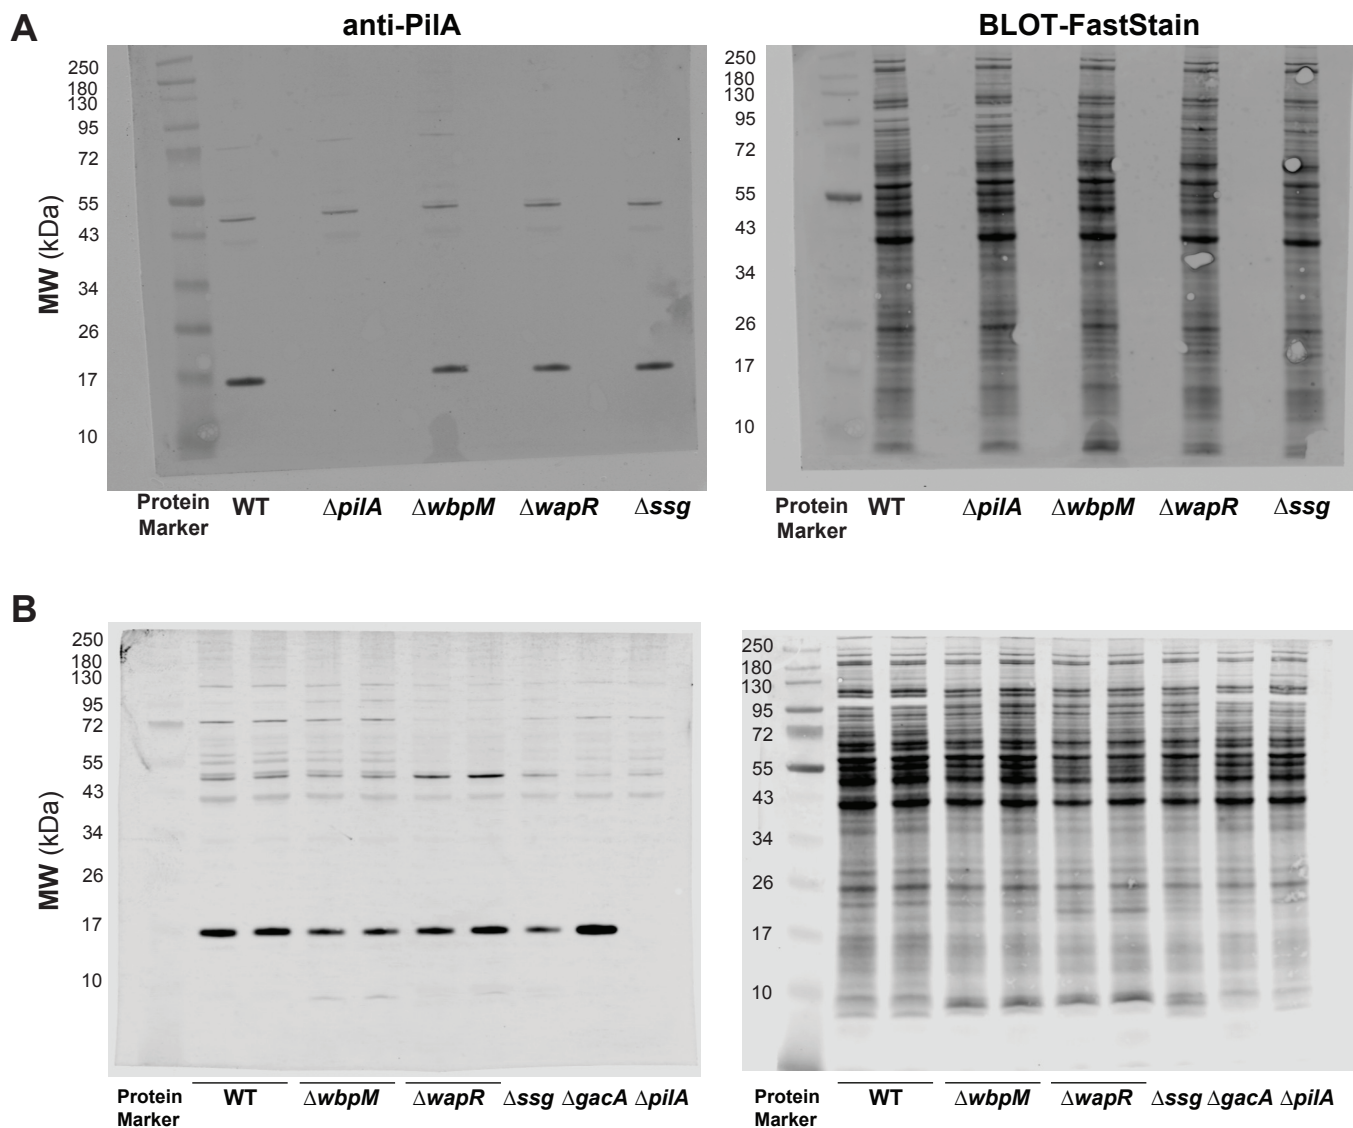 A
anti-PilA
BLOT-FastStain
MW (kDa)
250
180
130
95
72
55
43
34
26
17
10
Protein Marker
WT
ΔpilA
ΔwbpM
ΔwapR
Δssg
250
180
130
95
72
55
43
34
26
17
10
Protein Marker
WT
ΔpilA
ΔwbpM
ΔwapR
Δssg
B
MW (kDa)
250
180
130
95
72
55
43
34
26
17
10
Protein Marker
WT
ΔwbpM
ΔwapR
Δssg
ΔgacA
ΔpilA
250
180
130
95
72
55
43
34
26
17
10
Protein Marker
WT
ΔwbpM
ΔwapR
Δssg
ΔgacA
ΔpilA